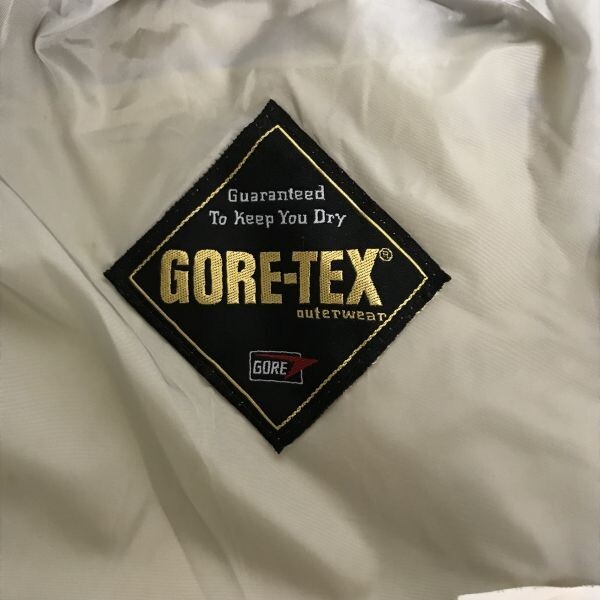 Guaranteed
To Keep You Dry
GORE-TEX®
outerwear
GORE